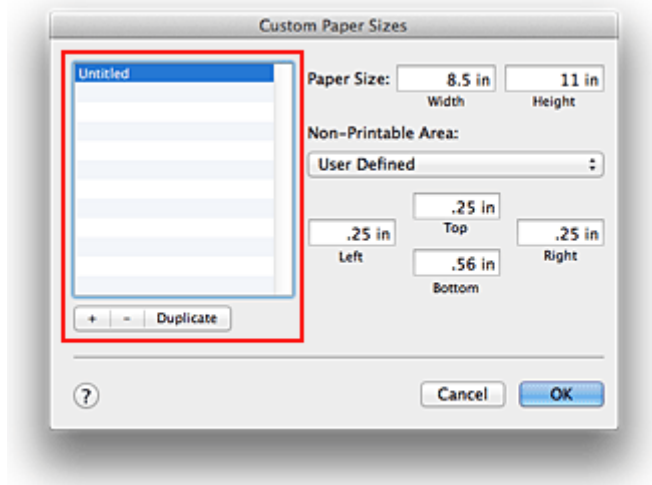 Custom Paper Sizes
Untitled
Paper Size: 8.5 in 11 in
Width Height
Non-Printable Area:
User Defined
.25 in
Top
.25 in .25 in
Left Right
.56 in
Bottom
+ - Duplicate
? Cancel OK